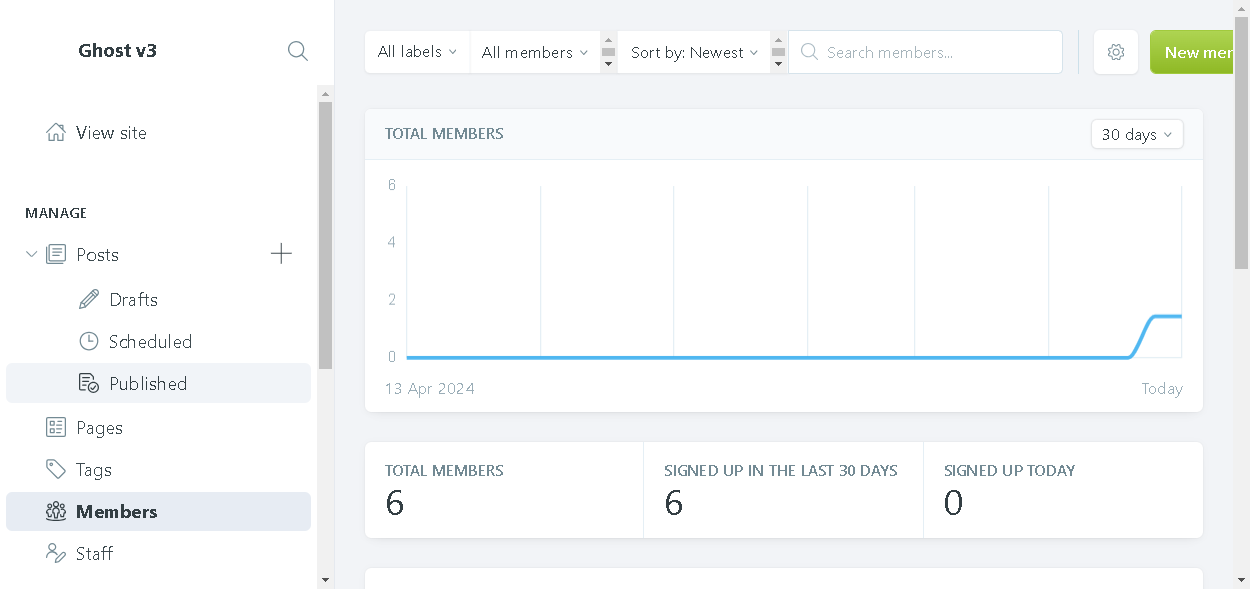 Ghost v3
View site
MANAGE
Posts
Drafts
Scheduled
Published
Pages
Tags
Members
Staff
All labels
All members
Sort by: Newest
Search members...
New mer
TOTAL MEMBERS
30 days
6
4
2
0
13 Apr 2024
Today
TOTAL MEMBERS
6
SIGNED UP IN THE LAST 30 DAYS
6
SIGNED UP TODAY
0